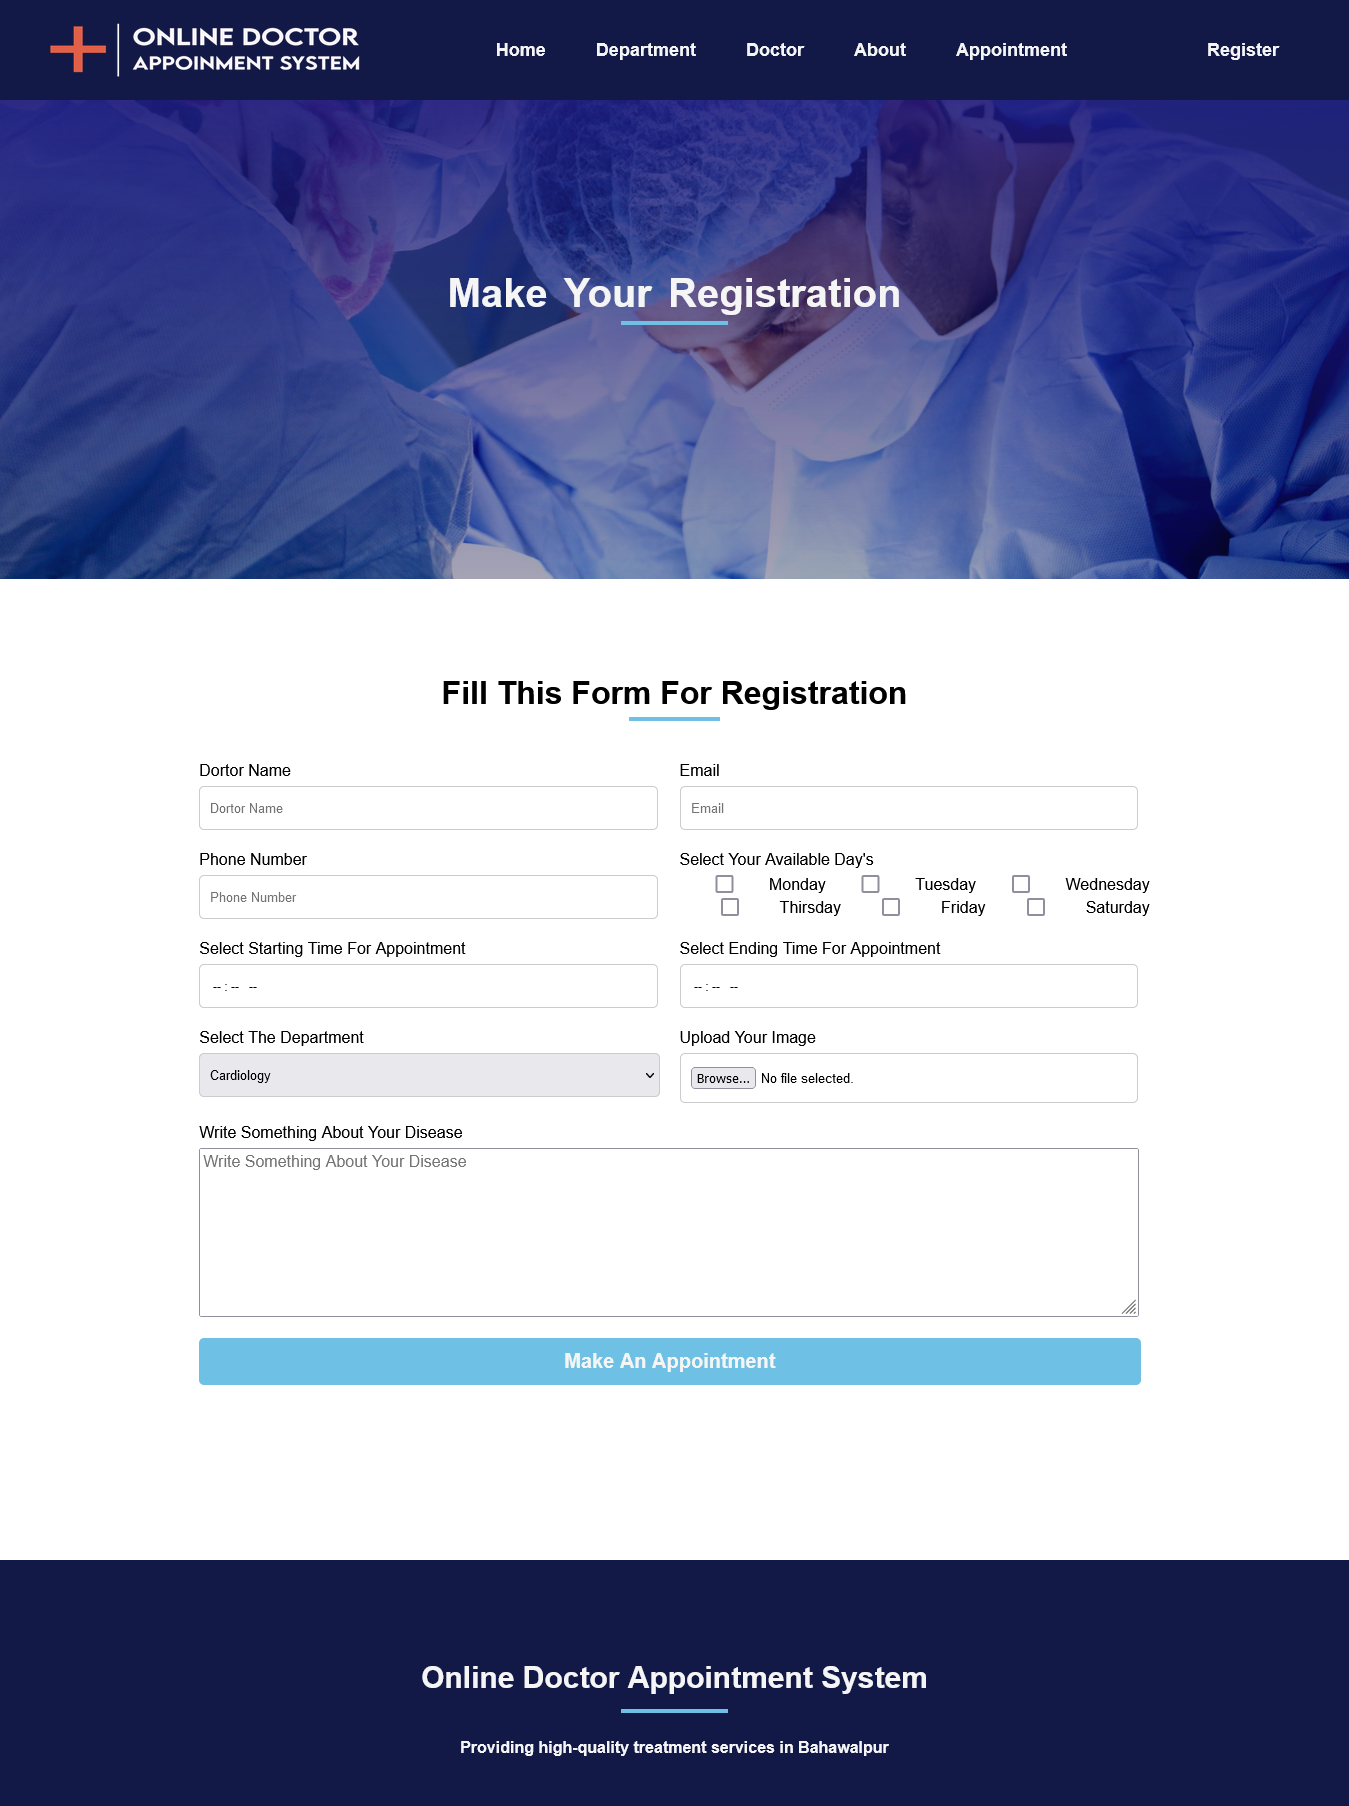 ONLINE DOCTOR
APPOINMENT SYSTEM
Home Department Doctor About Appointment Register
Make Your Registration
Fill This Form For Registration
Dortor Name Email
Dortor Name Email
Phone Number Select Your Available Day's
Phone Number
Monday Tuesday Wednesday
Thirsday Friday Saturday
Select Starting Time For Appointment Select Ending Time For Appointment
-- : -- -- -- : -- --
Select The Department Upload Your Image
Cardiology Browse... No file selected.
Write Something About Your Disease
Write Something About Your Disease
Make An Appointment
Online Doctor Appointment System
Providing high-quality treatment services in Bahawalpur